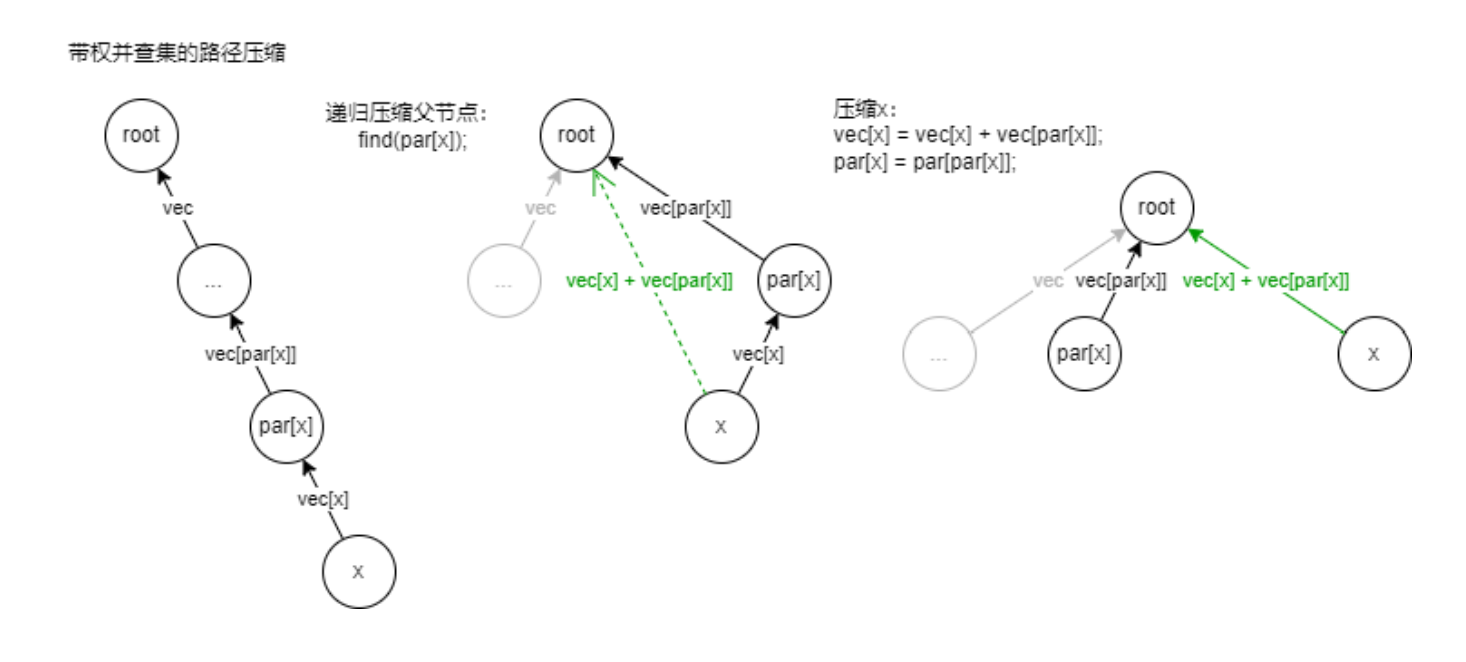 带权并查集的路径压缩
root
vec
...
vec[par[x]]
par[x]
vec[x]
x
递归压缩父节点:
find(par[x]);
root
vec
vec[par[x]]
...
vec[x] + vec[par[x]]
par[x]
vec[x]
x
压缩x:
vec[x] = vec[x] + vec[par[x]];
par[x] = par[par[x]];
root
vec
vec[par[x]]
vec[x] + vec[par[x]]
...
par[x]
x